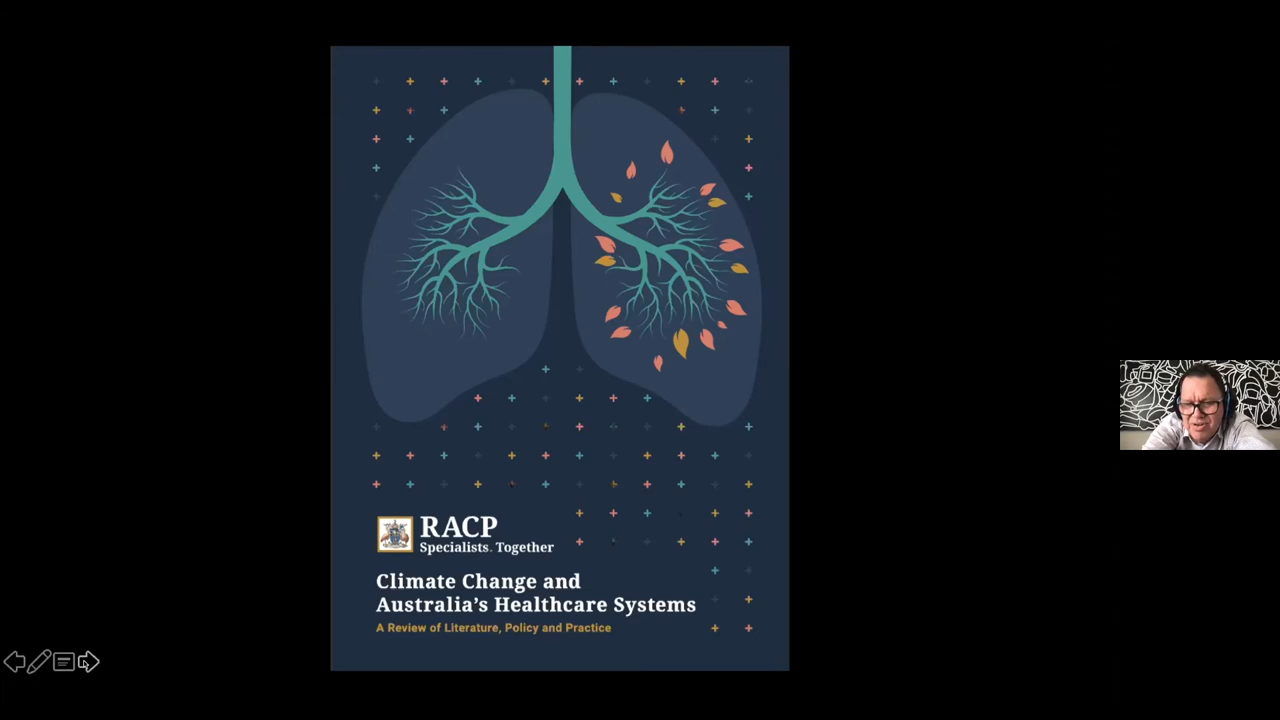 RACP
Specialists. Together
Climate Change and
Australia's Healthcare Systems
A Review of Literature, Policy and Practice